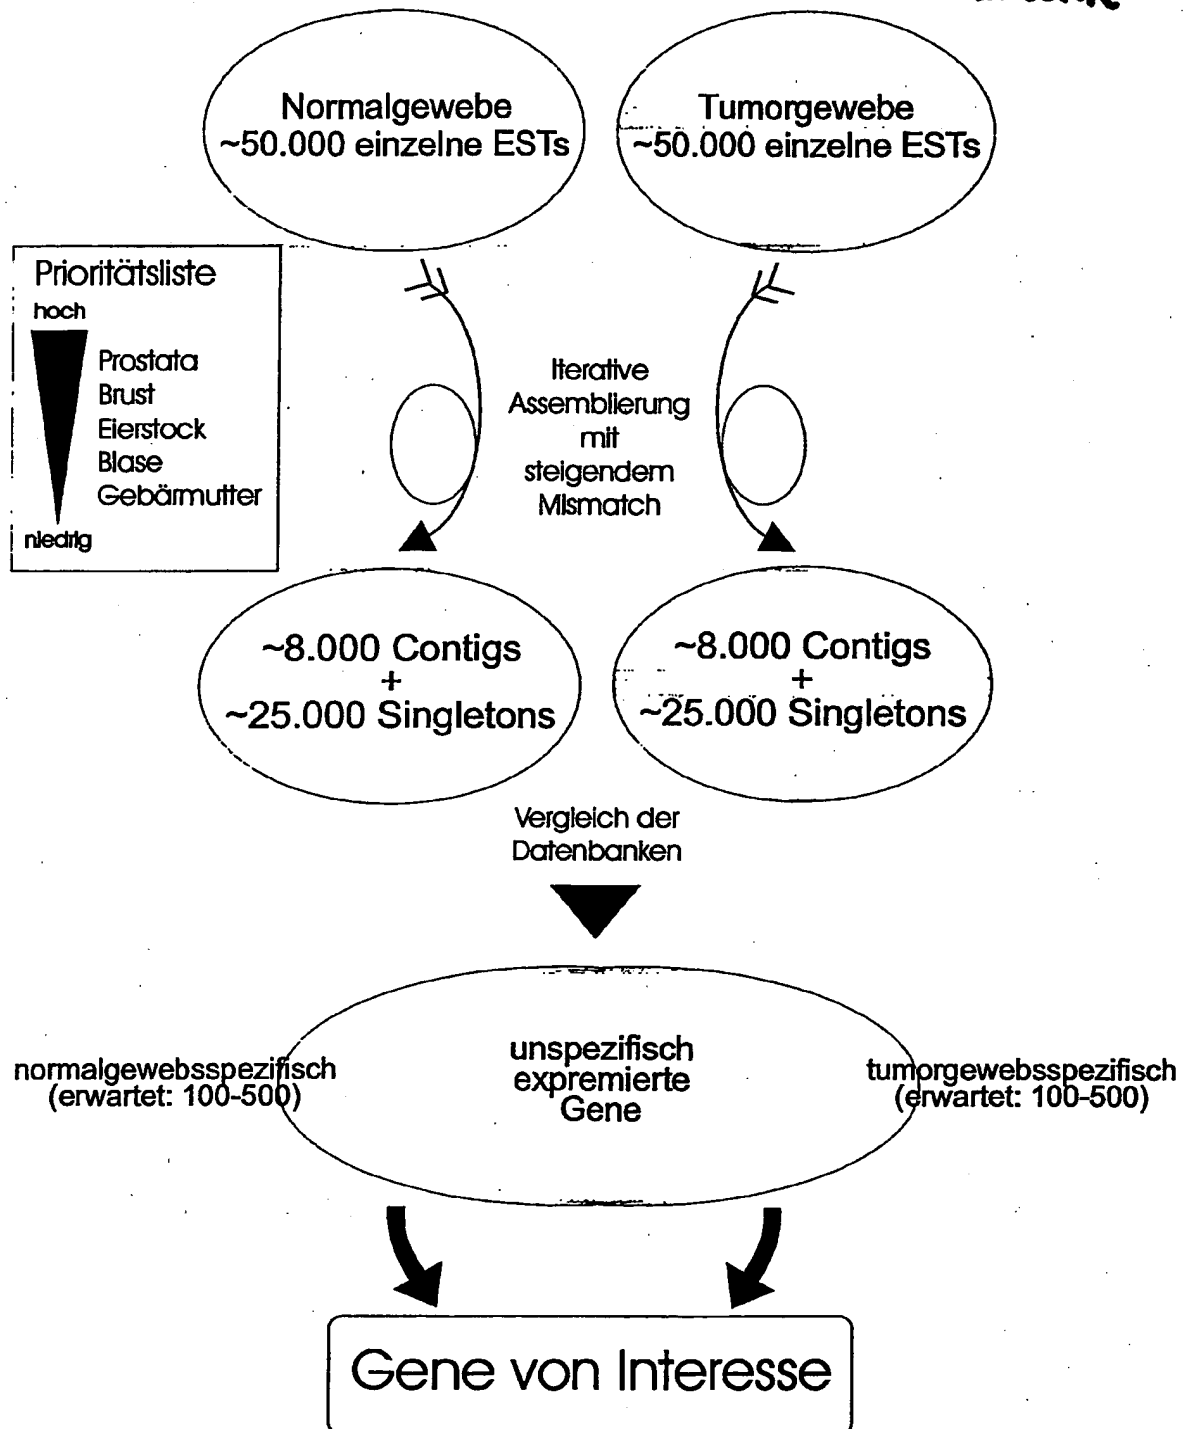 Normalgewebe
~50.000 einzelne ESTs
Tumorgewebe
~50.000 einzelne ESTs
Prioritätsliste
hoch
Prostata
Brust
Eierstock
Blase
Gebärmutter
niedrig
Iterative
Assemblierung
mit
steigendem
Mismatch
~8.000 Contigs
+
~25.000 Singletons
~8.000 Contigs
+
~25.000 Singletons
Vergleich der
Datenbanken
normalgewebsspezifisch
(erwartet: 100-500)
unspezifisch
expremierte
Gene
tumorgewebsspezifisch
(erwartet: 100-500)
Gene von Interesse